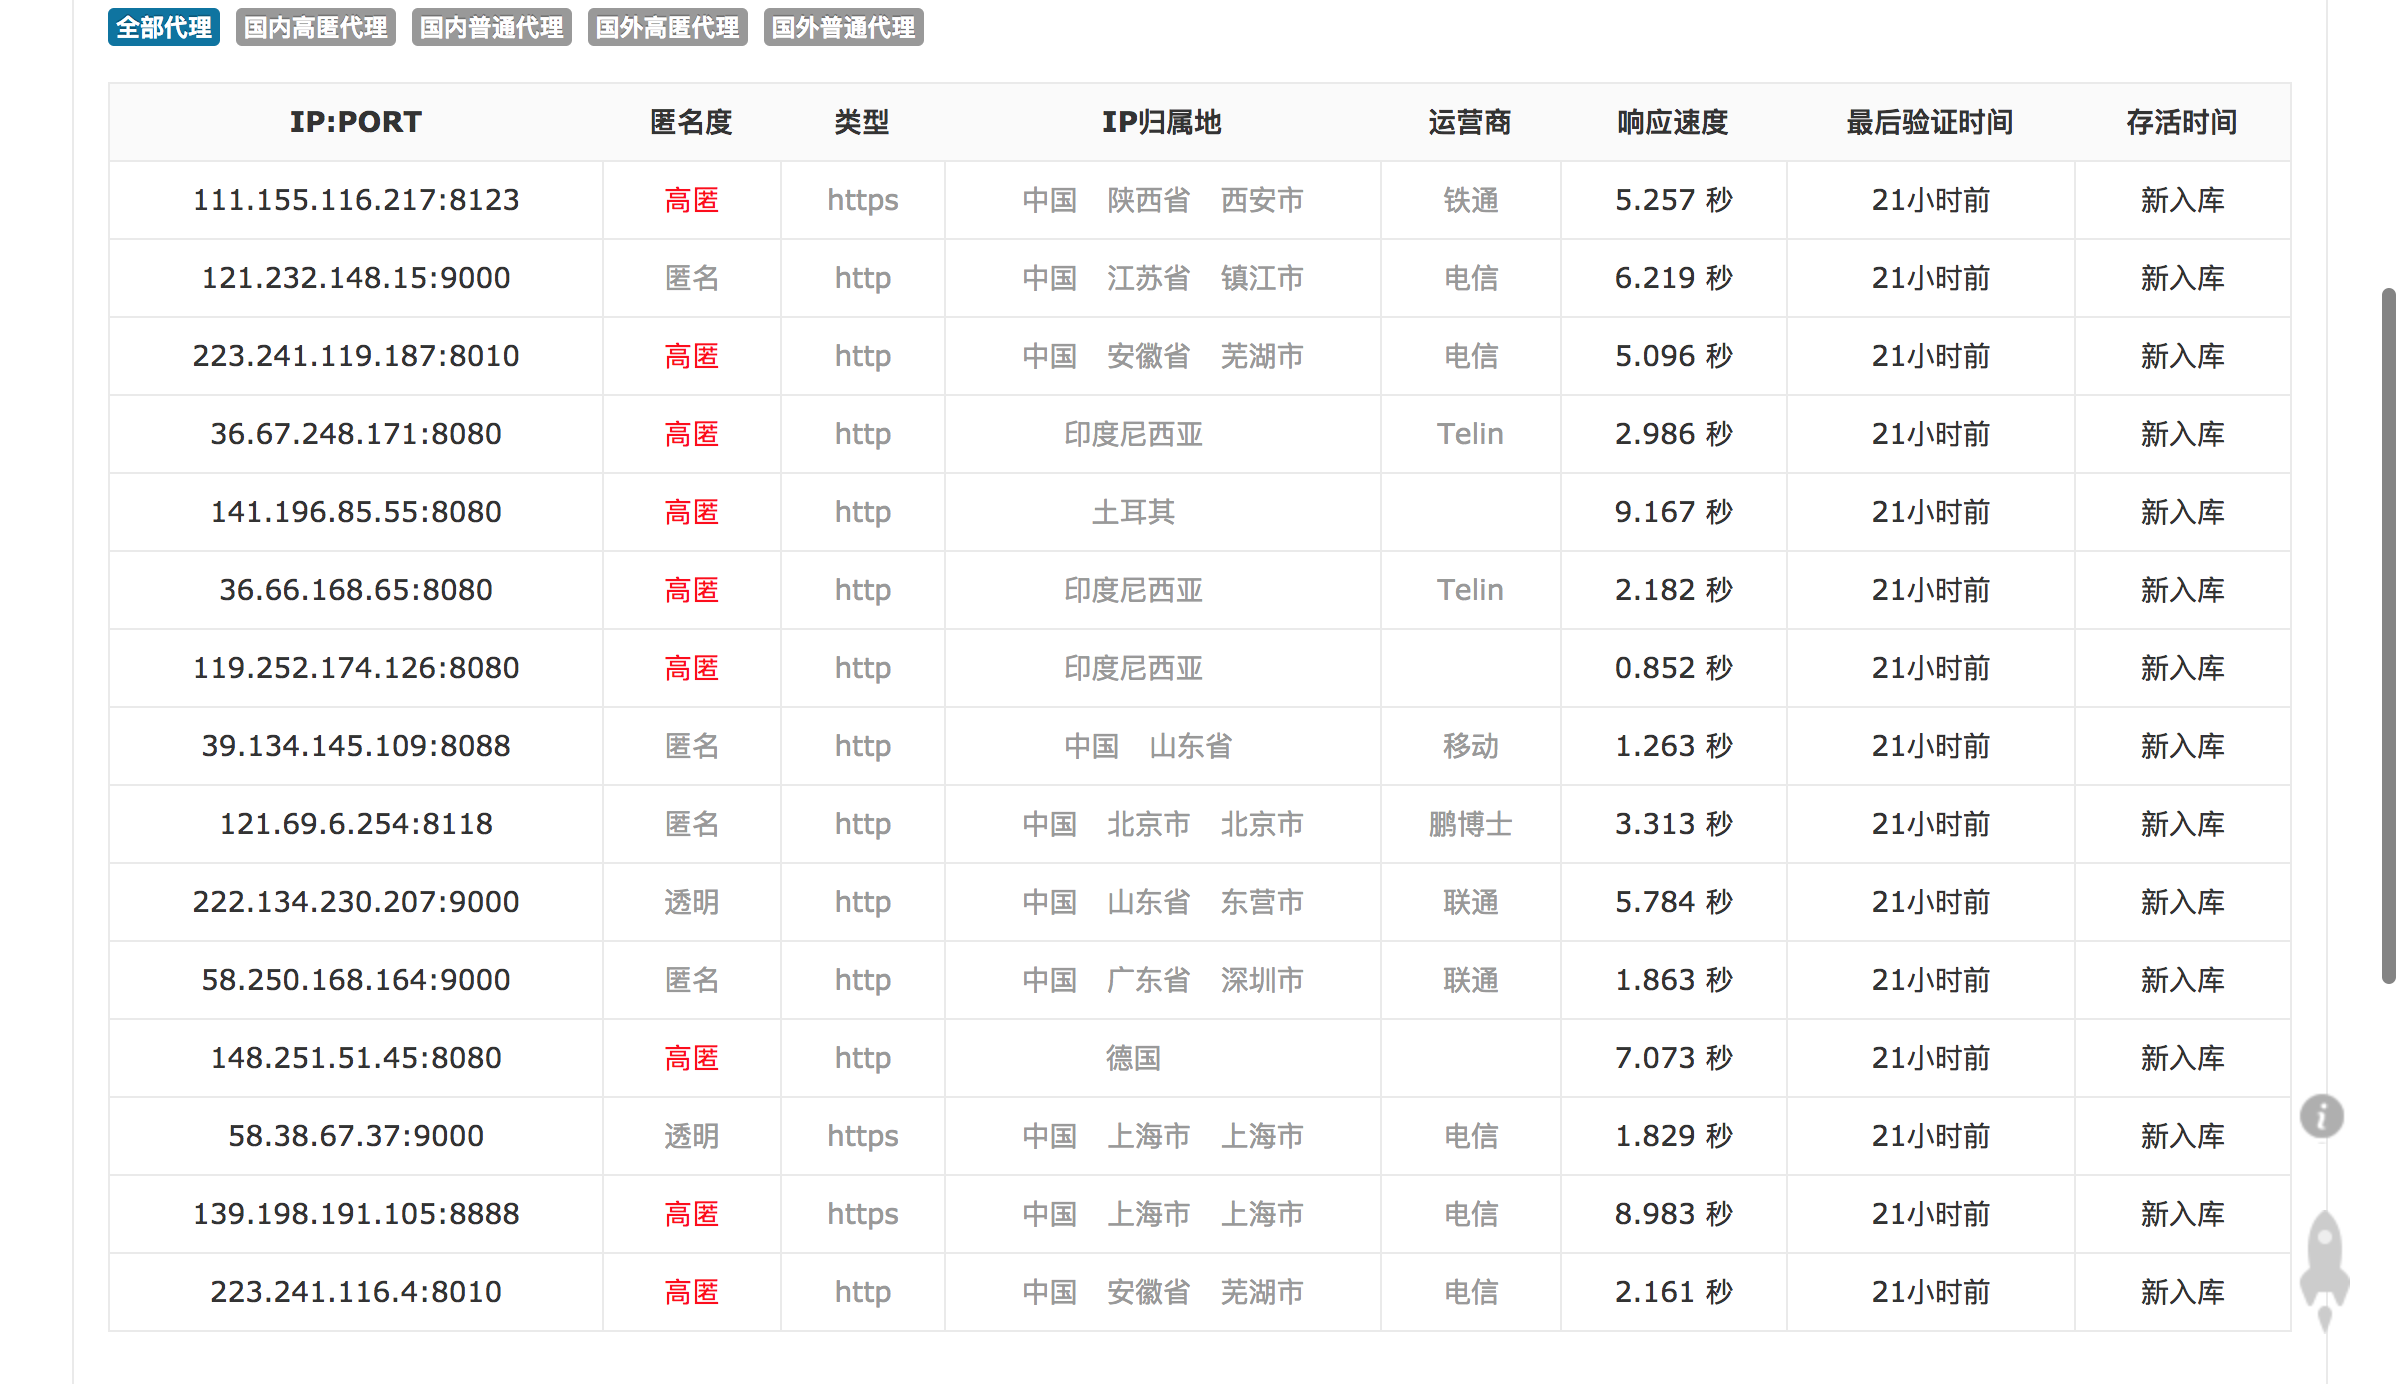 全部代理 国内高匿代理 国内普通代理 国外高匿代理 国外普通代理
IP:PORT 匿名度 类型 IP归属地 运营商 响应速度 最后验证时间 存活时间
111.155.116.217:8123 高匿 https 中国 陕西省 西安市 铁通 5.257 秒 21小时前 新入库
121.232.148.15:9000 匿名 http 中国 江苏省 镇江市 电信 6.219 秒 21小时前 新入库
223.241.119.187:8010 高匿 http 中国 安徽省 芜湖市 电信 5.096 秒 21小时前 新入库
36.67.248.171:8080 高匿 http 印度尼西亚 Telin 2.986 秒 21小时前 新入库
141.196.85.55:8080 高匿 http 土耳其 9.167 秒 21小时前 新入库
36.66.168.65:8080 高匿 http 印度尼西亚 Telin 2.182 秒 21小时前 新入库
119.252.174.126:8080 高匿 http 印度尼西亚 0.852 秒 21小时前 新入库
39.134.145.109:8088 匿名 http 中国 山东省 移动 1.263 秒 21小时前 新入库
121.69.6.254:8118 匿名 http 中国 北京市 北京市 鹏博士 3.313 秒 21小时前 新入库
222.134.230.207:9000 透明 http 中国 山东省 东营市 联通 5.784 秒 21小时前 新入库
58.250.168.164:9000 匿名 http 中国 广东省 深圳市 联通 1.863 秒 21小时前 新入库
148.251.51.45:8080 高匿 http 德国 7.073 秒 21小时前 新入库
58.38.67.37:9000 透明 https 中国 上海市 上海市 电信 1.829 秒 21小时前 新入库
139.198.191.105:8888 高匿 https 中国 上海市 上海市 电信 8.983 秒 21小时前 新入库
223.241.116.4:8010 高匿 http 中国 安徽省 芜湖市 电信 2.161 秒 21小时前 新入库